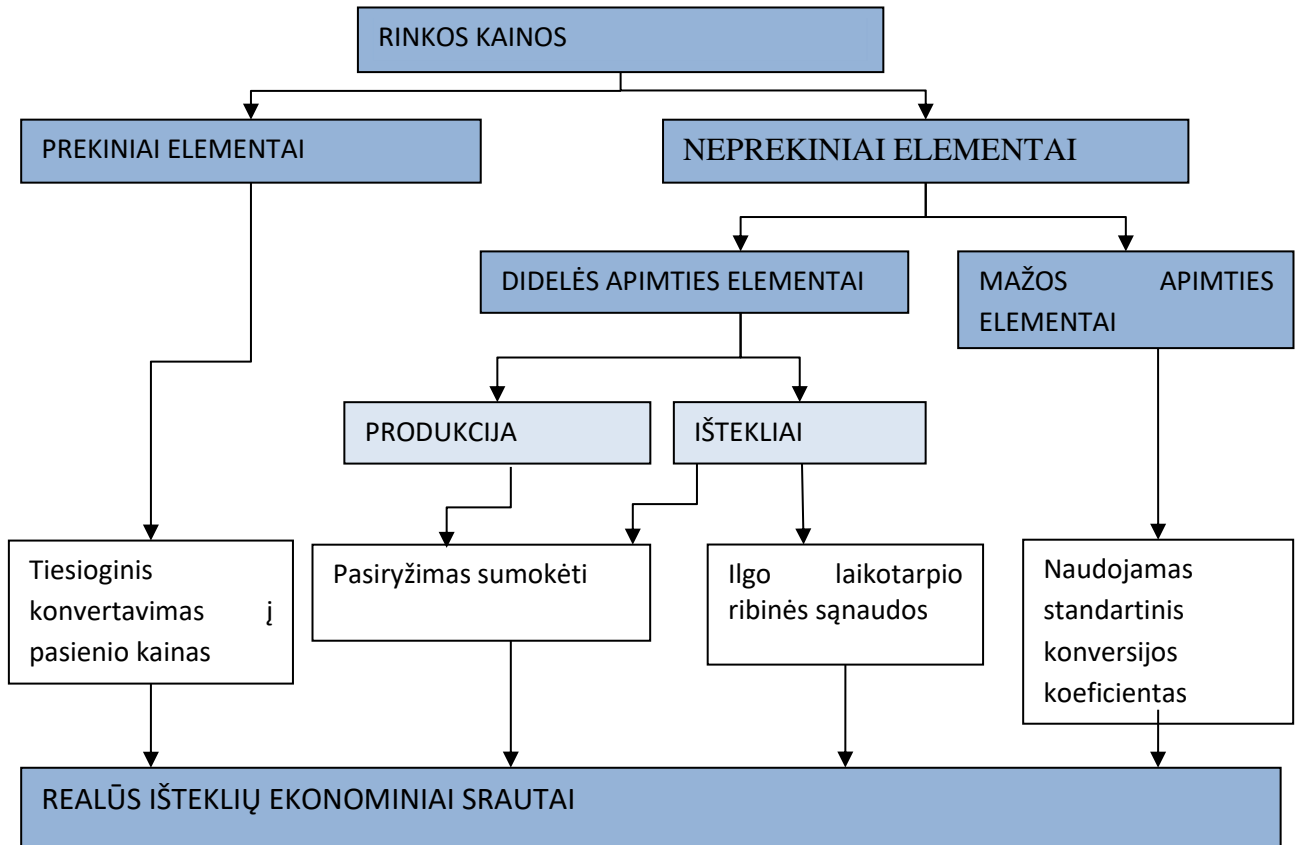 RINKOS KAINOS
PREKINIAI ELEMENTAI
NEPREKINIAI ELEMENTAI
DIDELĖS APIMTIES ELEMENTAI
MAŽOS APIMTIES
ELEMENTAI
PRODUKCIJA
IŠTEKLIAI
Tiesioginis
konvertavimas į
pasienio kainas
Pasiryžimas sumokėti
Ilgo laikotarpio
ribinės sąnaudos
Naudojamas
standartinis
konversijos
koeficientas
REALŪS IŠTEKLIŲ EKONOMINIAI SRAUTAI